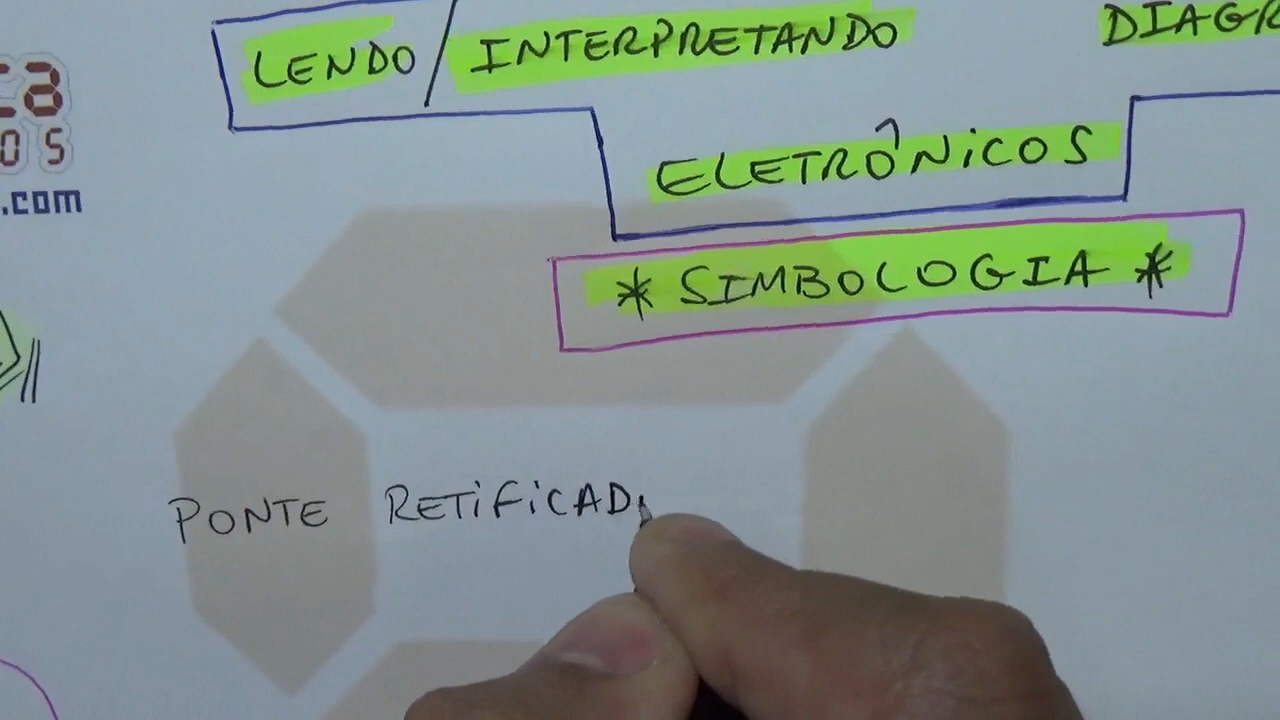 LENDO / INTERPRETANDO DIAGR
ELETRÔNiCOS
* SIMBOLOGIA *
.com
PONTE RETiFiCAD